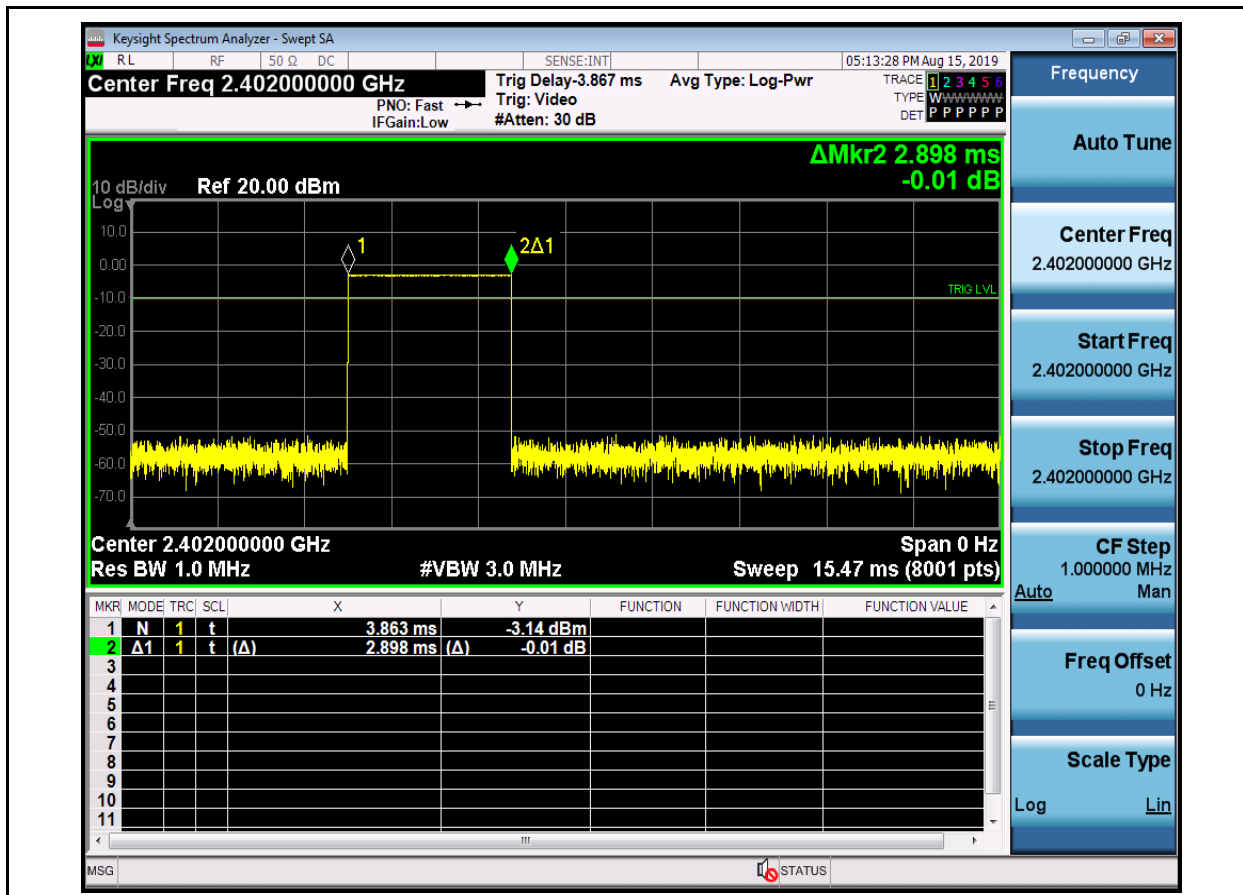 Keysight Spectrum Analyzer - Swept SA
LXI RL RF 50 Ω DC SENSE:INT 05:13:28 PM Aug 15, 2019
Center Freq 2.402000000 GHz
PNO: Fast
IFGain:Low
Trig Delay-3.867 ms
Trig: Video
#Atten: 30 dB
Avg Type: Log-Pwr
TRACE 1 2 3 4 5 6
TYPE WWWWWW
DET P P P P P P
ΔMkr2 2.898 ms
-0.01 dB
10 dB/div Ref 20.00 dBm
Log
10.0
0.00
-10.0
-20.0
-30.0
-40.0
-50.0
-60.0
-70.0
1
2Δ1
TRIG LVL
Center 2.402000000 GHz Span 0 Hz
Res BW 1.0 MHz #VBW 3.0 MHz Sweep 15.47 ms (8001 pts)
MKR MODE TRC SCL X Y FUNCTION FUNCTION WIDTH FUNCTION VALUE
1 N 1 t 3.863 ms -3.14 dBm
2 Δ1 1 t (Δ) 2.898 ms (Δ) -0.01 dB
3
4
5
6
7
8
9
10
11
MSG STATUS
Frequency
Auto Tune
Center Freq
2.402000000 GHz
Start Freq
2.402000000 GHz
Stop Freq
2.402000000 GHz
CF Step
1.000000 MHz
Auto Man
Freq Offset
0 Hz
Scale Type
Log Lin